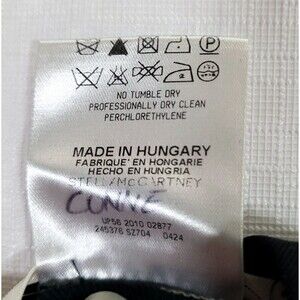 P
NO TUMBLE DRY
PROFESSIONALLY DRY CLEAN
PERCHLORETHYLENE
MADE IN HUNGARY
FABRIQUÉ EN HONGARIE
HECHO EN HUNGRIA
STELLA McCARTNEY
CONNIE
UP56 2010 02877
245376 SZ704 0424